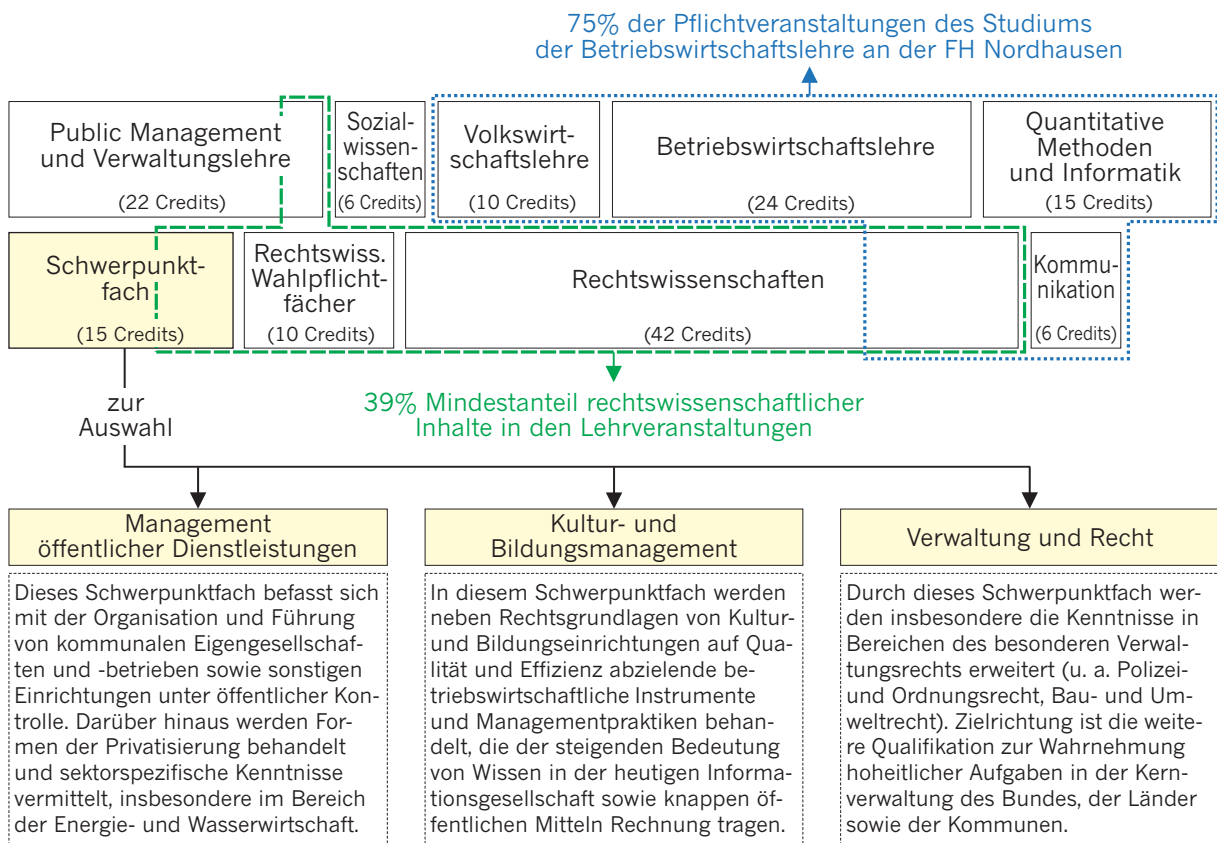 75% der Pflichtveranstaltungen des Studiums
der Betriebswirtschaftslehre an der FH Nordhausen
Public Management
und Verwaltungslehre
(22 Credits)
Sozial-
wissen-
schaften
(6 Credits)
Volkswirt-
schaftslehre
(10 Credits)
Betriebswirtschaftslehre
(24 Credits)
Quantitative
Methoden
und Informatik
(15 Credits)
Schwerpunkt-
fach
(15 Credits)
Rechtswiss.
Wahlpflicht-
fächer
(10 Credits)
Rechtswissenschaften
(42 Credits)
Kommu-
nikation
(6 Credits)
zur
Auswahl
39% Mindestanteil rechtswissenschaftlicher
Inhalte in den Lehrveranstaltungen
Management
öffentlicher Dienstleistungen
Dieses Schwerpunktfach befasst sich
mit der Organisation und Führung
von kommunalen Eigengesellschaf-
ten und -betrieben sowie sonstigen
Einrichtungen unter öffentlicher Kon-
trolle. Darüber hinaus werden For-
men der Privatisierung behandelt
und sektorspezifische Kenntnisse
vermittelt, insbesondere im Bereich
der Energie- und Wasserwirtschaft.
Kultur- und
Bildungsmanagement
In diesem Schwerpunktfach werden
neben Rechtsgrundlagen von Kultur-
und Bildungseinrichtungen auf Qua-
lität und Effizienz abzielende be-
triebswirtschaftliche Instrumente
und Managementpraktiken behan-
delt, die der steigenden Bedeutung
von Wissen in der heutigen Informa-
tionsgesellschaft sowie knappen öf-
fentlichen Mitteln Rechnung tragen.
Verwaltung und Recht
Durch dieses Schwerpunktfach wer-
den insbesondere die Kenntnisse in
Bereichen des besonderen Verwal-
tungsrechts erweitert (u. a. Polizei-
und Ordnungsrecht, Bau- und Um-
weltrecht). Zielrichtung ist die weite-
re Qualifikation zur Wahrnehmung
hoheitlicher Aufgaben in der Kern-
verwaltung des Bundes, der Länder
sowie der Kommunen.